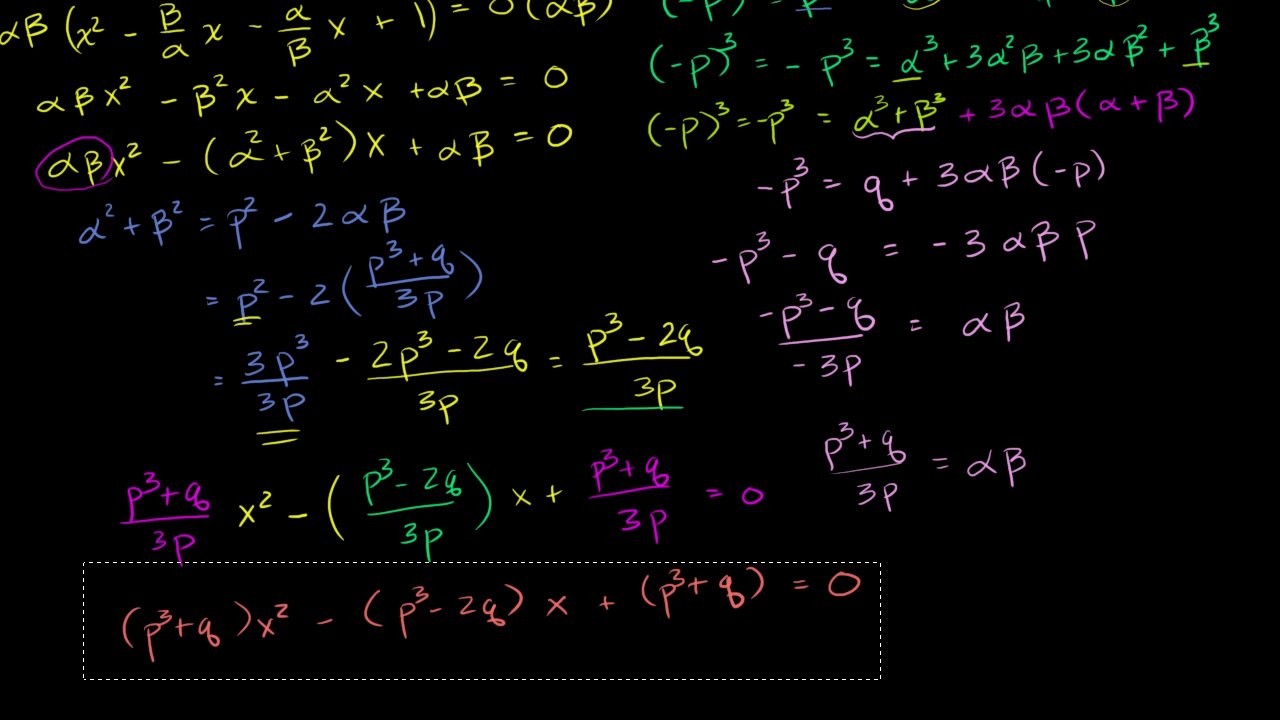 αβ (x² - β/α x - α/β x + 1) = 0 (αβ)
αβx² - β²x - α²x + αβ = 0
αβx² - (α² + β²)x + αβ = 0
α² + β² = p² - 2αβ
= p² - 2((p³+q)/3p)
= 3p³/3p - (2p³ - 2q)/3p = (p³ - 2q)/3p
(p³+q)/3p x² - ((p³ - 2q)/3p) x + (p³+q)/3p = 0
(p³+q)x² - (p³ - 2q)x + (p³+q) = 0
(-p)³ = -p³ = α³ + 3α²β + 3αβ² + β³
(-p)³ = -p³ = α³ + β³ + 3αβ(α + β)
-p³ = q + 3αβ(-p)
-p³ - q = -3αβp
(-p³ - q)/-3p = αβ
(p³+q)/3p = αβ